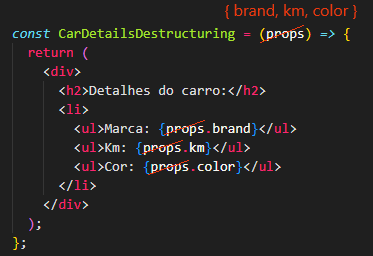 { brand, km, color }
const CarDetailsDestructuring = (props) => {
return (
<div>
<h2>Detalhes do carro:</h2>
<li>
<ul>Marca: {props.brand}</ul>
<ul>Km: {props.km}</ul>
<ul>Cor: {props.color}</ul>
</li>
</div>
);
};